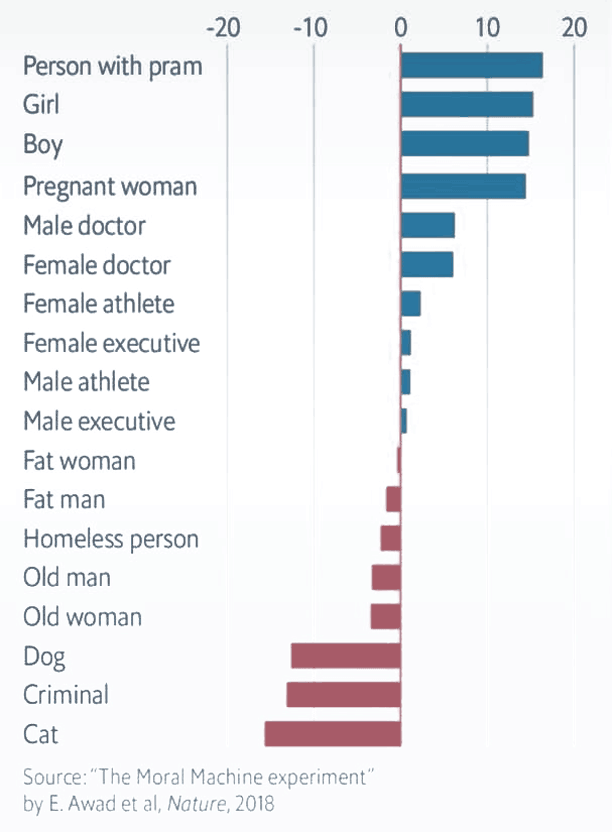 -20 -10 0 10 20
Person with pram
Girl
Boy
Pregnant woman
Male doctor
Female doctor
Female athlete
Female executive
Male athlete
Male executive
Fat woman
Fat man
Homeless person
Old man
Old woman
Dog
Criminal
Cat
Source: “The Moral Machine experiment”
by E. Awad et al, Nature, 2018